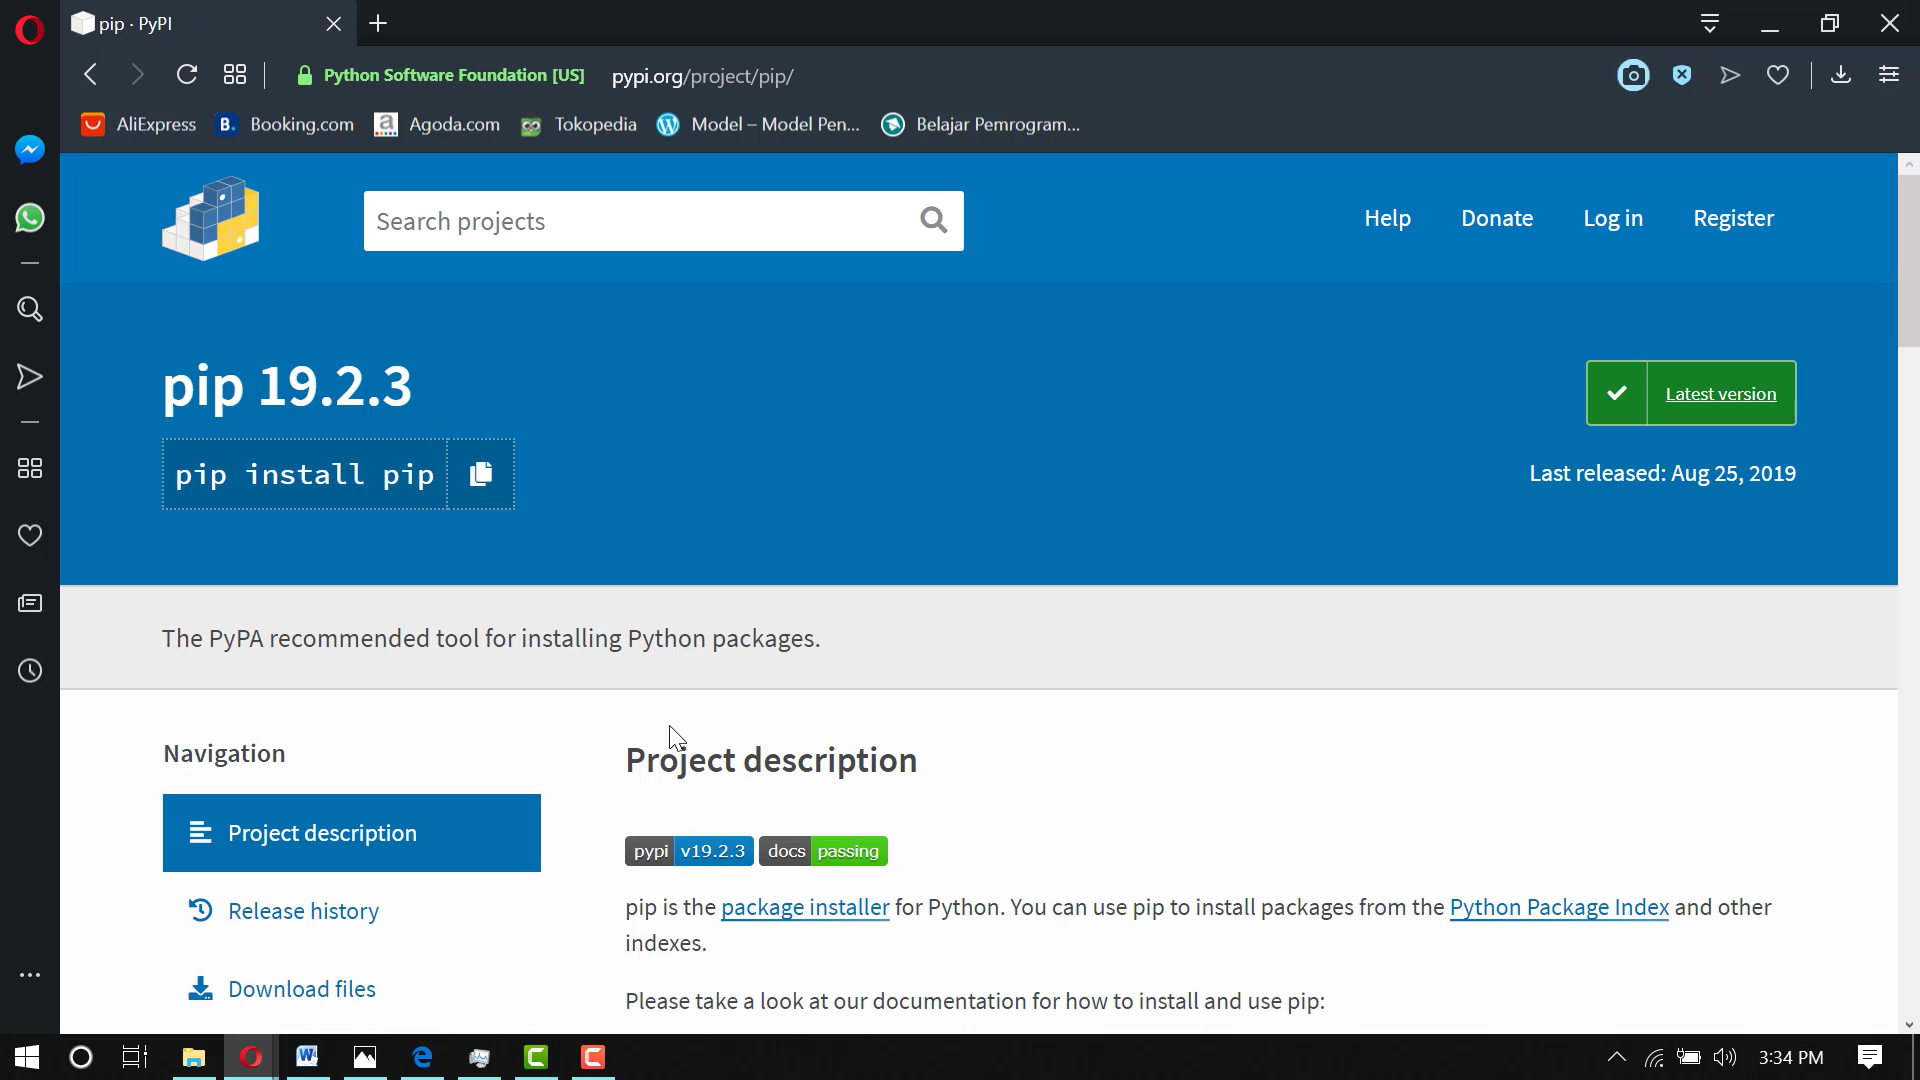 pip · PyPI
Python Software Foundation [US] pypi.org/project/pip/
AliExpress B. Booking.com a Agoda.com Tokopedia Model – Model Pen... Belajar Pemrogram...
Search projects
Help Donate Log in Register
pip 19.2.3
Latest version
pip install pip
Last released: Aug 25, 2019
The PyPA recommended tool for installing Python packages.
Navigation
Project description
Release history
Download files
Project description
pypi v19.2.3 docs passing
pip is the package installer for Python. You can use pip to install packages from the Python Package Index and other
indexes.
Please take a look at our documentation for how to install and use pip:
3:34 PM